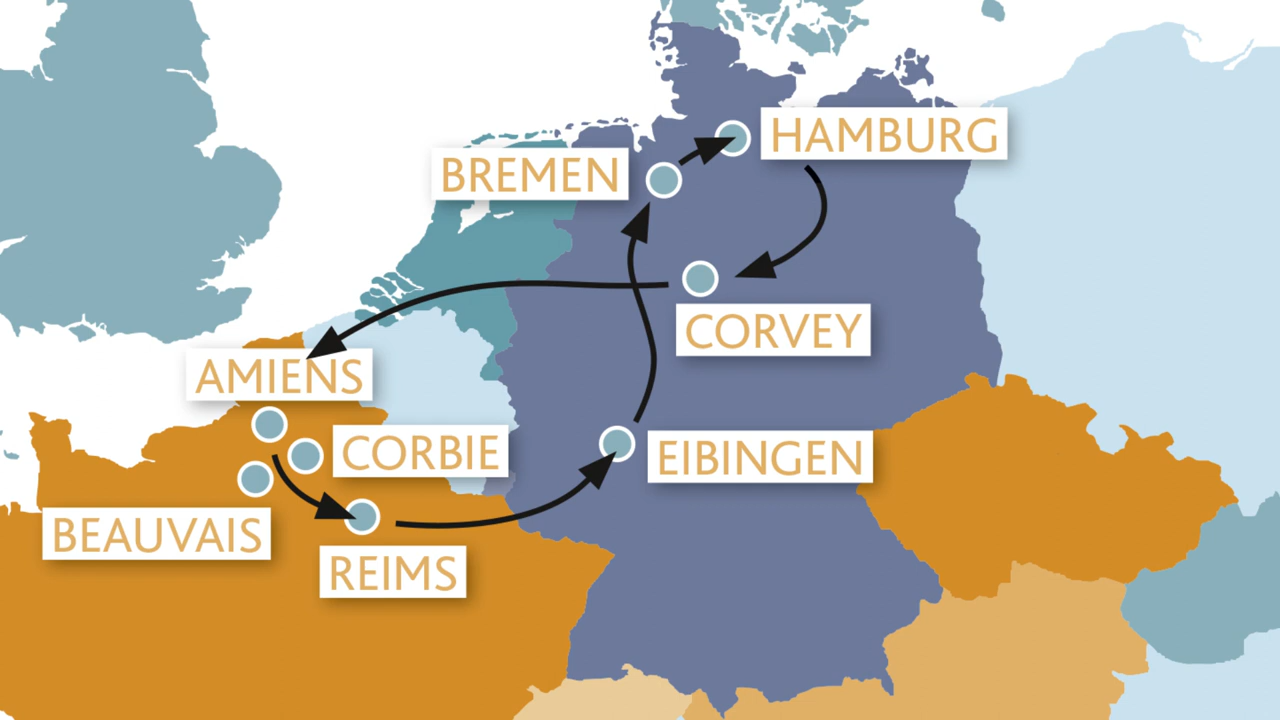 HAMBURG
BREMEN
CORVEY
AMIENS
CORBIE
EIBINGEN
BEAUVAIS
REIMS